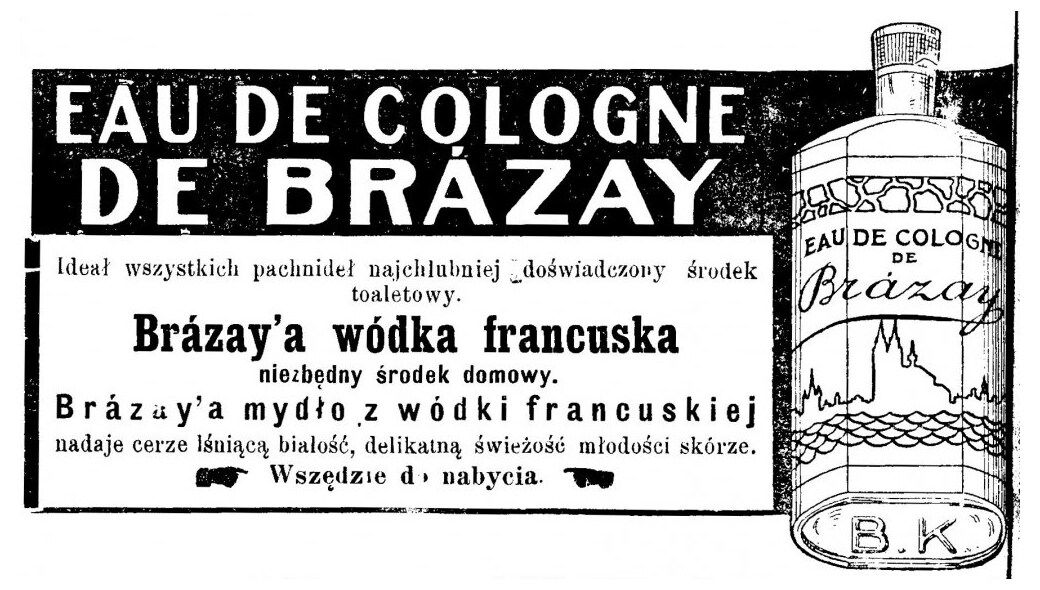 EAU DE COLOGNE
DE BRÁZAY
Ideał wszystkich pachnideł najchlubniej doświadczony środek
toaletowy.
Brázay'a wódka francuska
niezbędny środek domowy.
Brázay'a mydło z wódki francuskiej
nadaje cerze lśniącą białość, delikatną świeżość młodości skórze.
Wszędzie do nabycia.
EAU DE COLOGNE
DE
Brázay
B.K